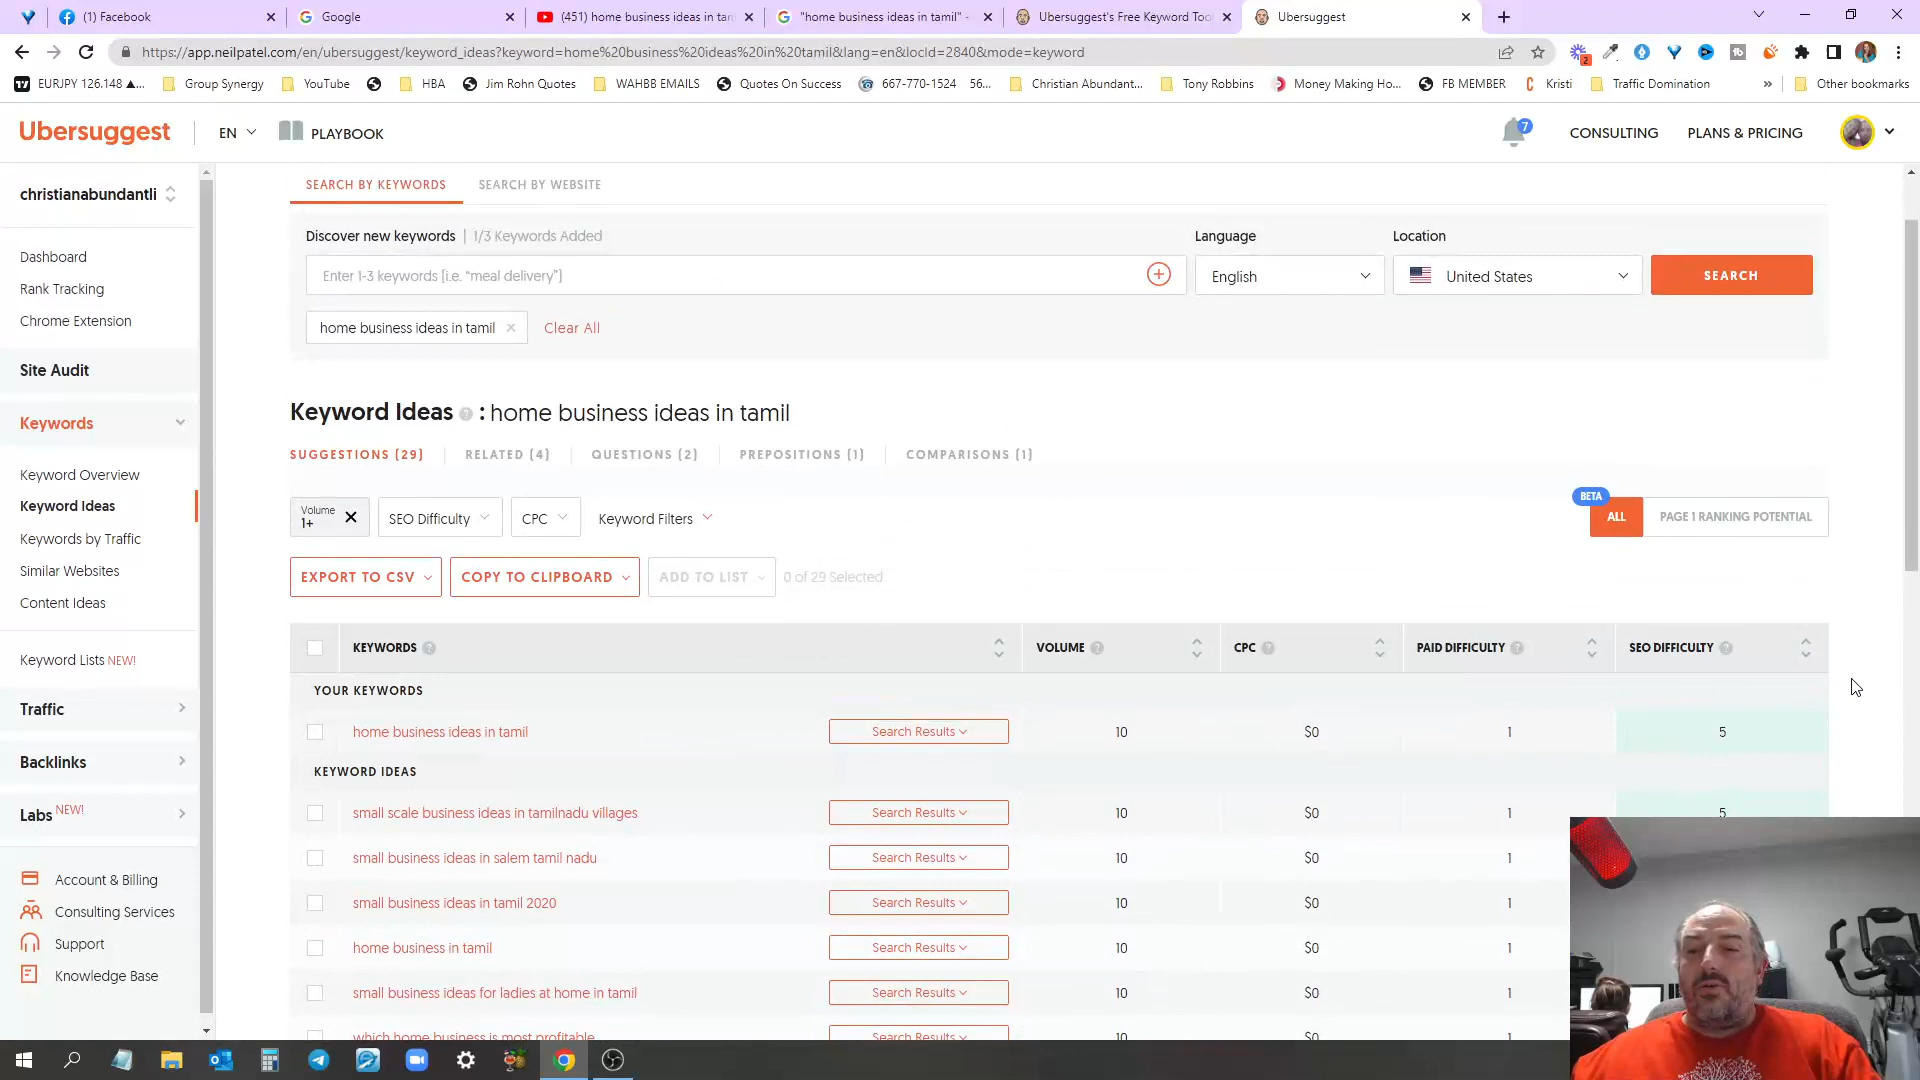 (1) Facebook
Google
(451) home business ideas in tam
"home business ideas in tamil" -
Ubersuggest's Free Keyword Tool
Ubersuggest
https://app.neilpatel.com/en/ubersuggest/keyword_ideas?keyword=home%20business%20ideas%20in%20tamil&lang=en&locId=2840&mode=keyword
2
EURJPY 126.148 ▲...
Group Synergy
YouTube
HBA
Jim Rohn Quotes
WAHBB EMAILS
Quotes On Success
667-770-1524 56...
Christian Abundant...
Tony Robbins
Money Making Ho...
FB MEMBER
Kristi
Traffic Domination
»
Other bookmarks
Ubersuggest
EN
PLAYBOOK
7
CONSULTING
PLANS & PRICING
christianabundantli
Dashboard
Rank Tracking
Chrome Extension
Site Audit
Keywords
Keyword Overview
Keyword Ideas
Keywords by Traffic
Similar Websites
Content Ideas
Keyword Lists NEW!
Traffic
Backlinks
Labs NEW!
Account & Billing
Consulting Services
Support
Knowledge Base
SEARCH BY KEYWORDS
SEARCH BY WEBSITE
Discover new keywords | 1/3 Keywords Added
Language
Location
Enter 1-3 keywords [i.e. "meal delivery"]
English
United States
SEARCH
home business ideas in tamil ×
Clear All
Keyword Ideas ? : home business ideas in tamil
SUGGESTIONS (29)
RELATED (4)
QUESTIONS (2)
PREPOSITIONS (1)
COMPARISONS (1)
Volume
1+
SEO Difficulty
CPC
Keyword Filters
BETA
ALL
PAGE 1 RANKING POTENTIAL
EXPORT TO CSV
COPY TO CLIPBOARD
ADD TO LIST
0 of 29 Selected
KEYWORDS ?
VOLUME ?
CPC ?
PAID DIFFICULTY ?
SEO DIFFICULTY ?
YOUR KEYWORDS
home business ideas in tamil Search Results 10 $0 1 5
KEYWORD IDEAS
small scale business ideas in tamilnadu villages Search Results 10 $0 1 5
small business ideas in salem tamil nadu Search Results 10 $0 1
small business ideas in tamil 2020 Search Results 10 $0 1
home business in tamil Search Results 10 $0 1
small business ideas for ladies at home in tamil Search Results 10 $0 1
which home business is most profitable Search Results 10 $0 1